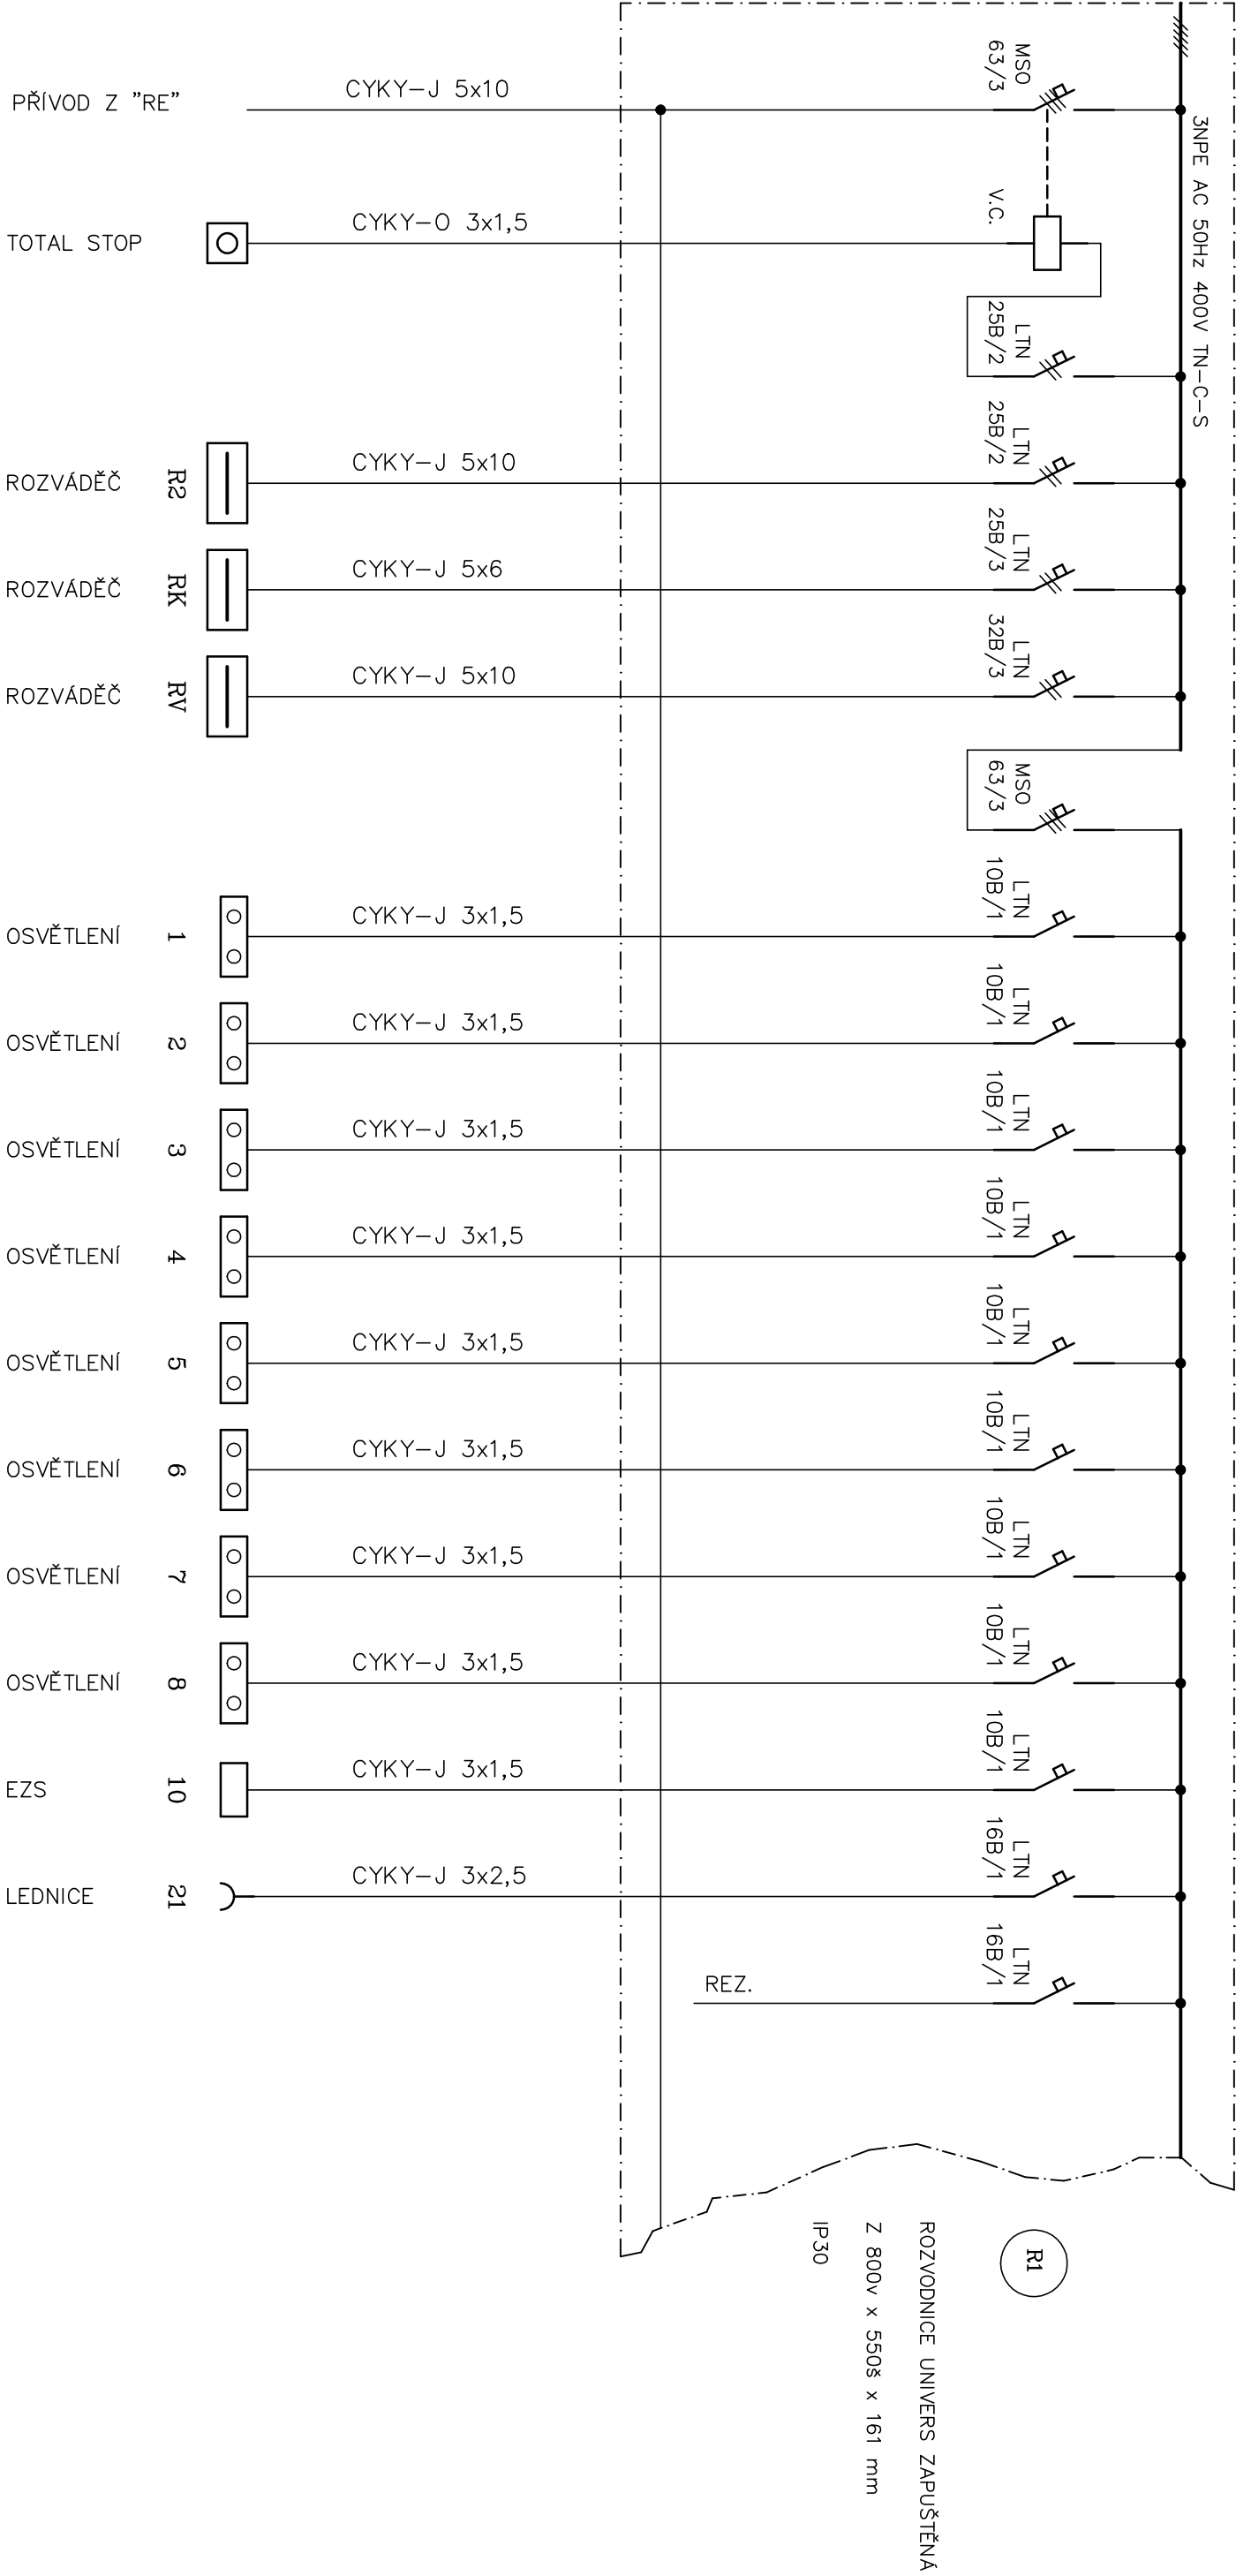 3NPE AC 50Hz 400V TN-C-S
PŘÍVOD Z "RE"
CYKY-J 5x10
MSO
63/3
TOTAL STOP
CYKY-O 3x1,5
V.C.
LTN
25B/2
ROZVÁDĚČ
R2
CYKY-J 5x10
LTN
25B/2
ROZVÁDĚČ
RK
CYKY-J 5x6
LTN
25B/3
ROZVÁDĚČ
RV
CYKY-J 5x10
LTN
32B/3
MSO
63/3
OSVĚTLENÍ
1
CYKY-J 3x1,5
LTN
10B/1
OSVĚTLENÍ
2
CYKY-J 3x1,5
LTN
10B/1
OSVĚTLENÍ
3
CYKY-J 3x1,5
LTN
10B/1
OSVĚTLENÍ
4
CYKY-J 3x1,5
LTN
10B/1
OSVĚTLENÍ
5
CYKY-J 3x1,5
LTN
10B/1
OSVĚTLENÍ
6
CYKY-J 3x1,5
LTN
10B/1
OSVĚTLENÍ
7
CYKY-J 3x1,5
LTN
10B/1
OSVĚTLENÍ
8
CYKY-J 3x1,5
LTN
10B/1
EZS
10
CYKY-J 3x1,5
LTN
10B/1
LEDNICE
21
CYKY-J 3x2,5
LTN
16B/1
REZ.
LTN
16B/1
R1
ROZVODNICE UNIVERS ZAPUŠTĚNÁ
Z 800v x 550š x 161 mm
IP30